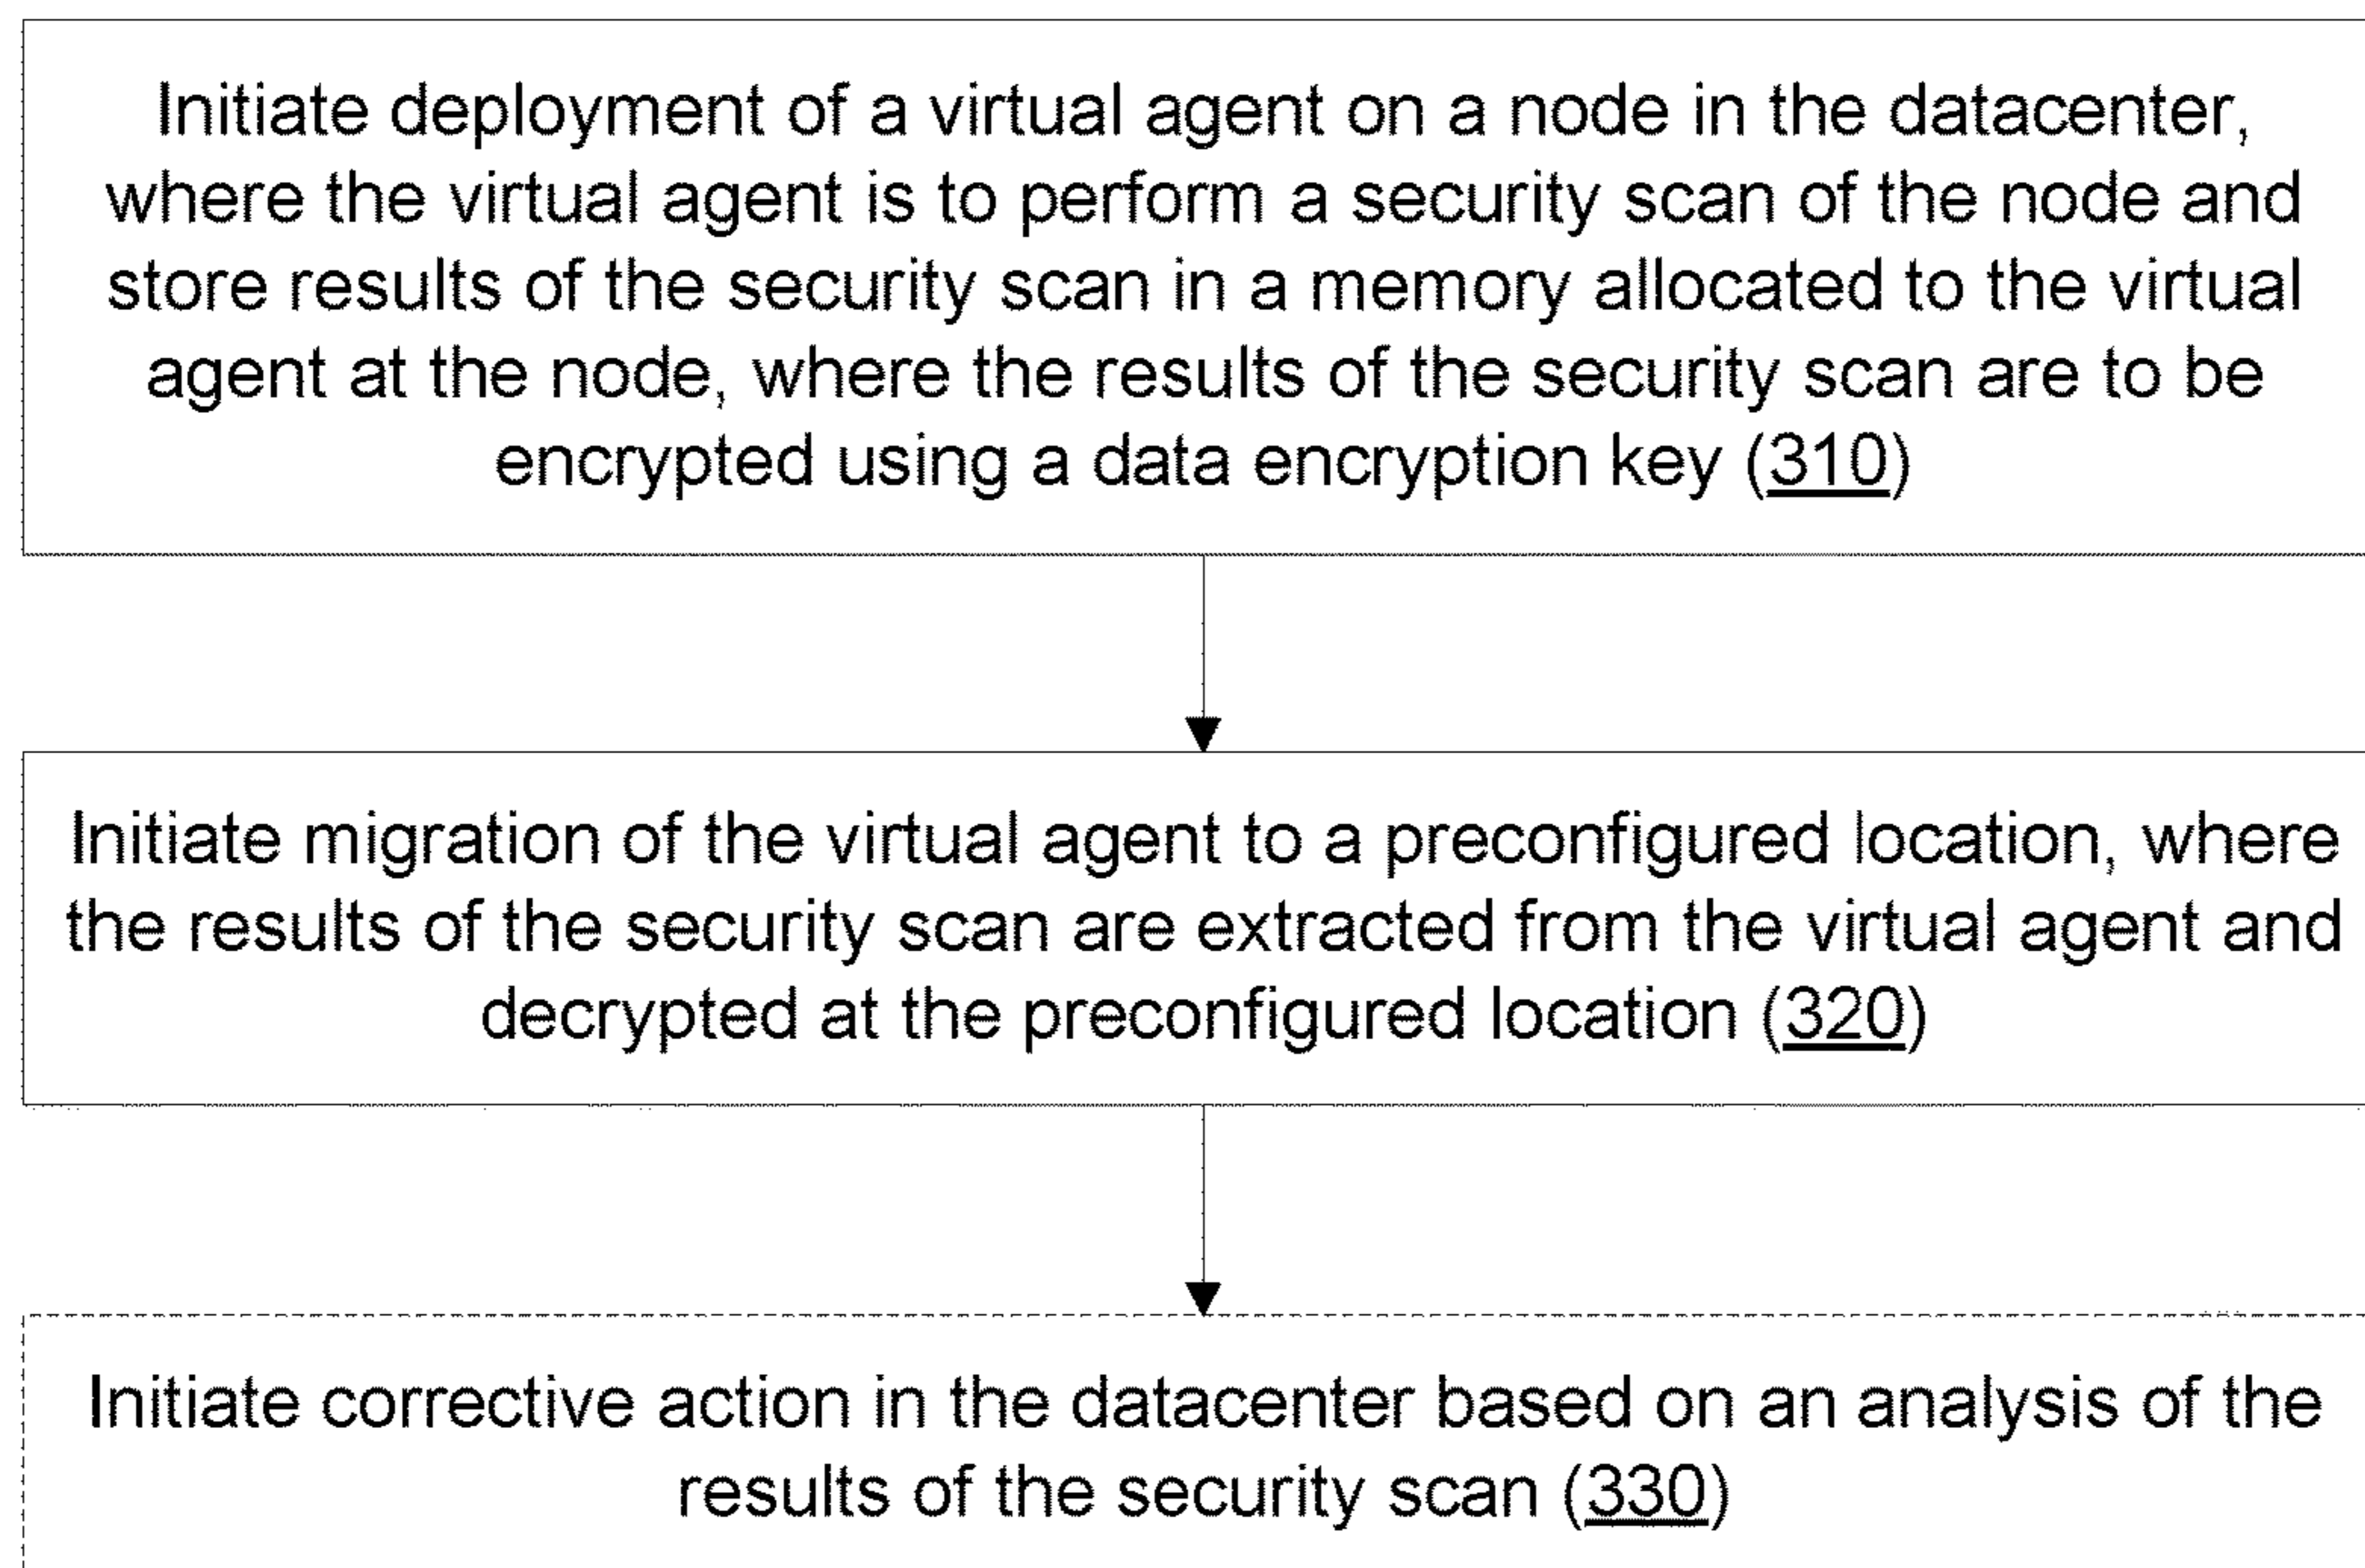 Initiate deployment of a virtual agent on a node in the datacenter,
where the virtual agent is to perform a security scan of the node and
store results of the security scan in a memory allocated to the virtual
agent at the node, where the results of the security scan are to be
encrypted using a data encryption key (310)
Initiate migration of the virtual agent to a preconfigured location, where
the results of the security scan are extracted from the virtual agent and
decrypted at the preconfigured location (320)
Initiate corrective action in the datacenter based on an analysis of the
results of the security scan (330)